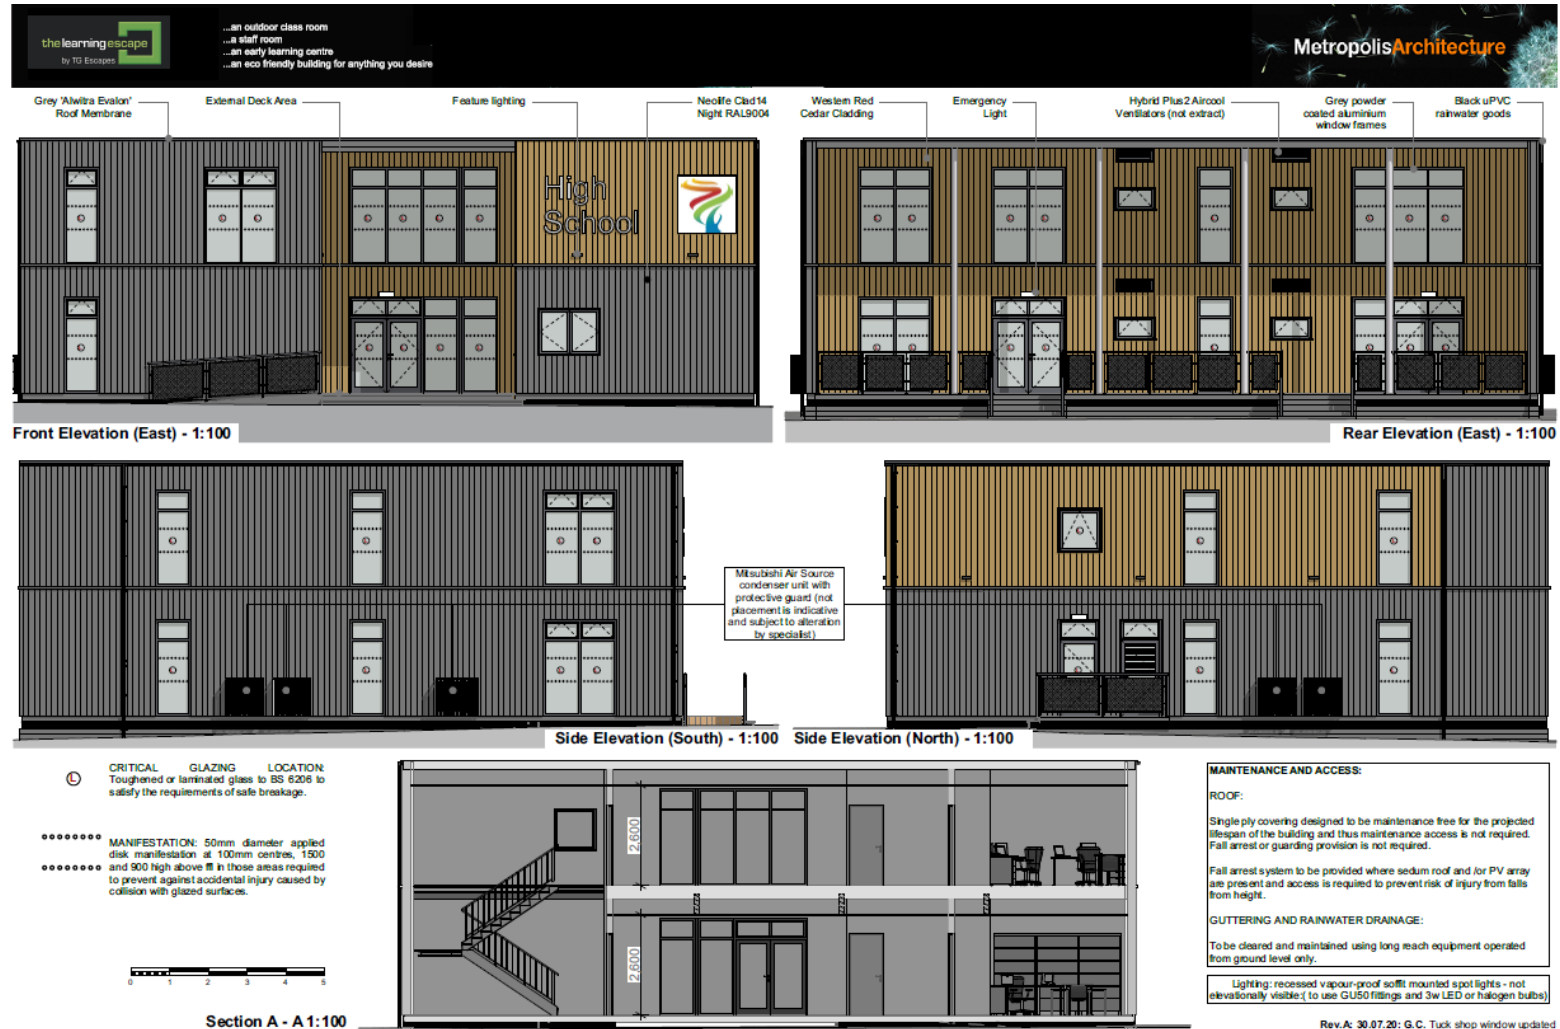 thelearningescape
by TG Escapes
...an outdoor class room
...a staff room
...an early learning centre
...an eco friendly building for anything you desire
MetropolisArchitecture
Grey 'Alwitra Evalon'
Roof Membrane
External Deck Area
Feature lighting
Neolife Clad14
Night RAL9004
Western Red
Cedar Cladding
Emergency
Light
Hybrid Plus2 Aircool
Ventilators (not extract)
Grey powder
coated aluminium
window frames
Black uPVC
rainwater goods
High
School
Front Elevation (East) - 1:100
Rear Elevation (East) - 1:100
Mitsubishi Air Source
condenser unit with
protective guard (not
placement is indicative
and subject to alteration
by specialist)
Side Elevation (South) - 1:100
Side Elevation (North) - 1:100
L
CRITICAL GLAZING LOCATION:
Toughened or laminated glass to BS 6206 to
satisfy the requirements of safe breakage.
MANIFESTATION: 50mm diameter applied
disk manifestation at 100mm centres, 1500
and 900 high above ffl in those areas required
to prevent against accidental injury caused by
collision with glazed surfaces.
0 1 2 3 4 5
Section A - A 1:100
2,600
2,600
MAINTENANCE AND ACCESS:
ROOF:
Single ply covering designed to be maintenance free for the projected
lifespan of the building and thus maintenance access is not required.
Fall arrest or guarding provision is not required.
Fall arrest system to be provided where sedum roof and /or PV array
are present and access is required to prevent risk of injury from falls
from height.
GUTTERING AND RAINWATER DRAINAGE:
To be cleared and maintained using long reach equipment operated
from ground level only.
Lighting: recessed vapour-proof soffit mounted spot lights - not
elevationally visible:( to use GU50 fittings and 3w LED or halogen bulbs)
Rev.A: 30.07.20: G.C. Tuck shop window updated